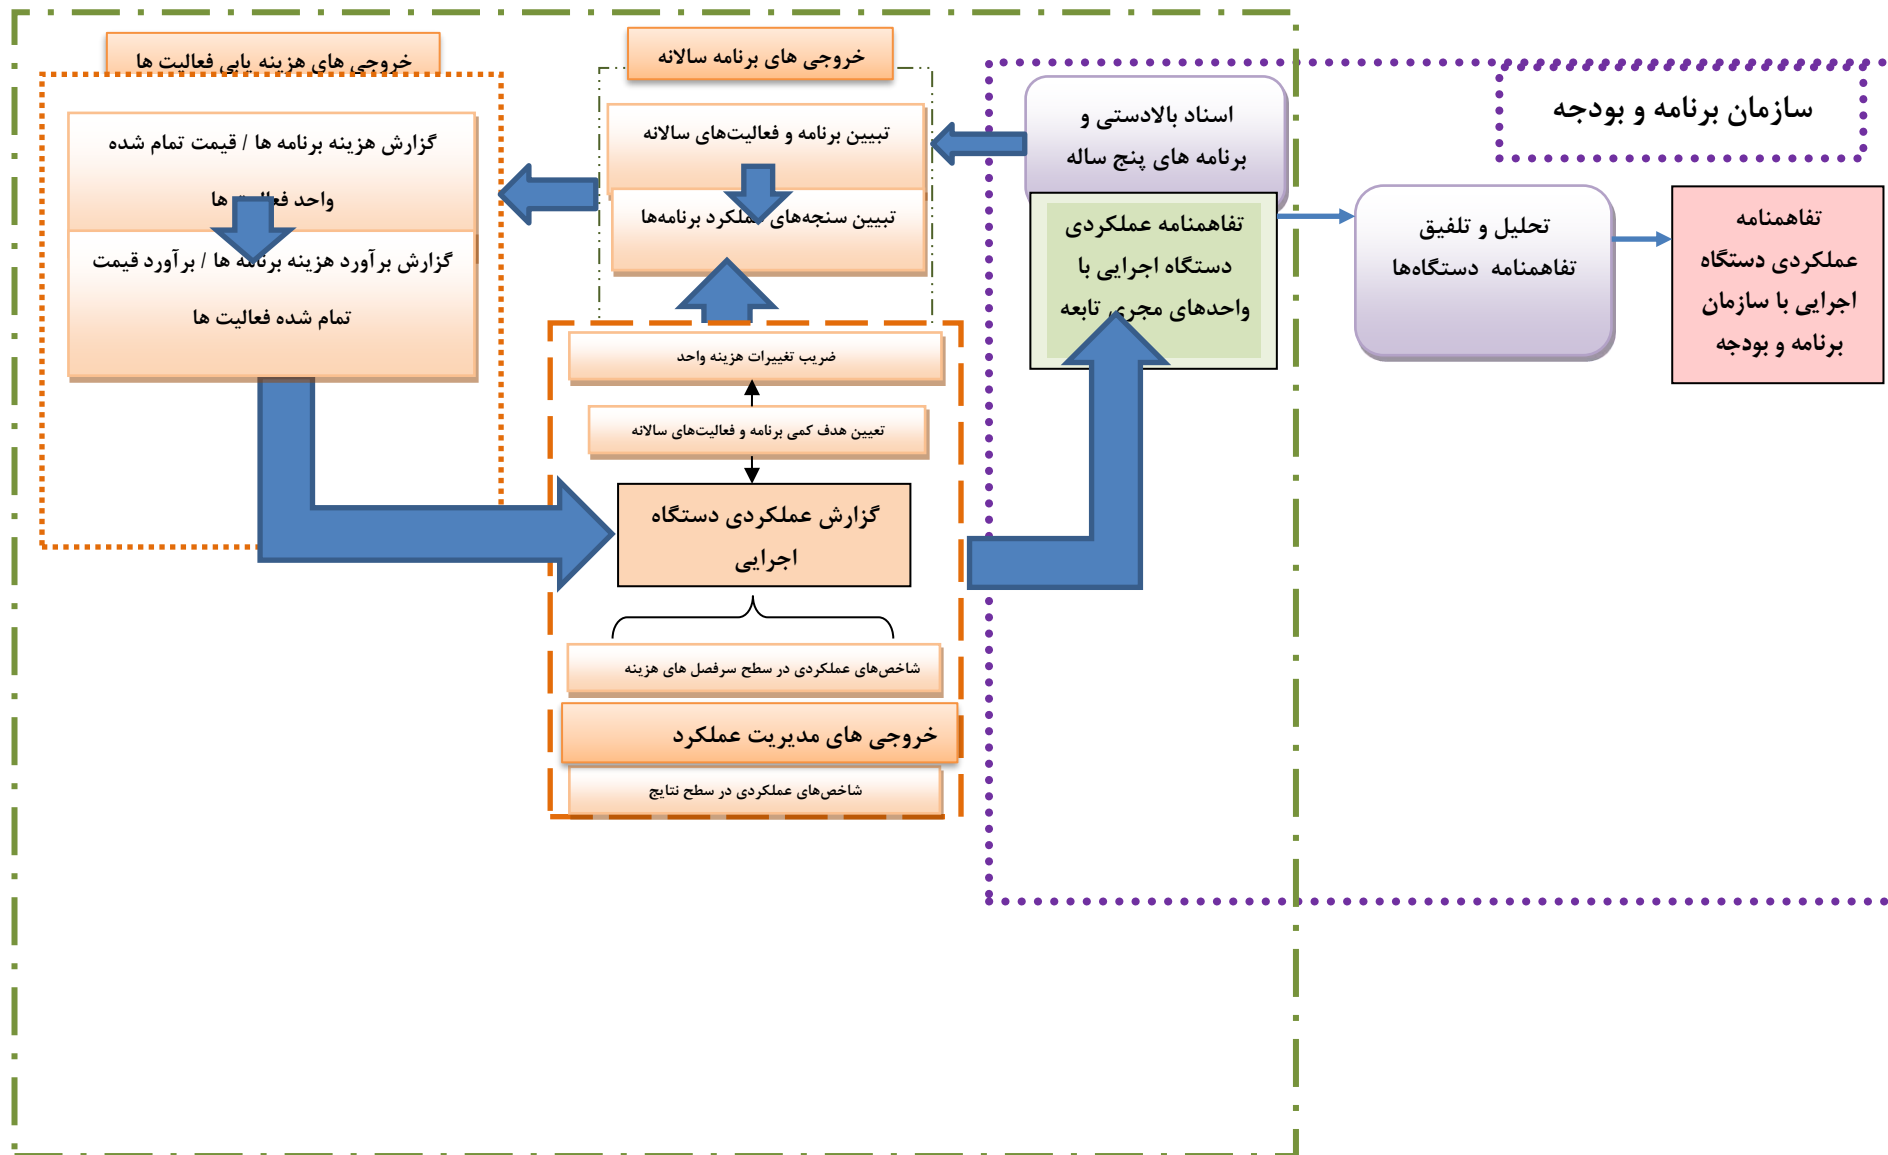 سازمان برنامه و بودجه
اسناد بالادستی و
برنامه های پنج ساله
خروجی های برنامه سالانه
تبیین برنامه و فعالیت‌های سالانه
تبیین سنجه‌های عملکرد برنامه‌ها
خروجی های هزینه یابی فعالیت ها
گزارش هزینه برنامه ها / قیمت تمام شده
واحد فعالیت ها
گزارش برآورد هزینه برنامه ها / برآورد قیمت
تمام شده فعالیت ها
تفاهمنامه
عملکردی دستگاه
اجرایی با سازمان
برنامه و بودجه
تحلیل و تلفیق
تفاهمنامه دستگاه‌ها
تفاهمنامه عملکردی
دستگاه اجرایی با
واحدهای مجری تابعه
ضریب تغییرات هزینه واحد
تعیین هدف کمی برنامه و فعالیت‌های سالانه
گزارش عملکردی دستگاه
اجرایی
شاخص‌های عملکردی در سطح سرفصل های هزینه
خروجی های مدیریت عملکرد
شاخص‌های عملکردی در سطح نتایج